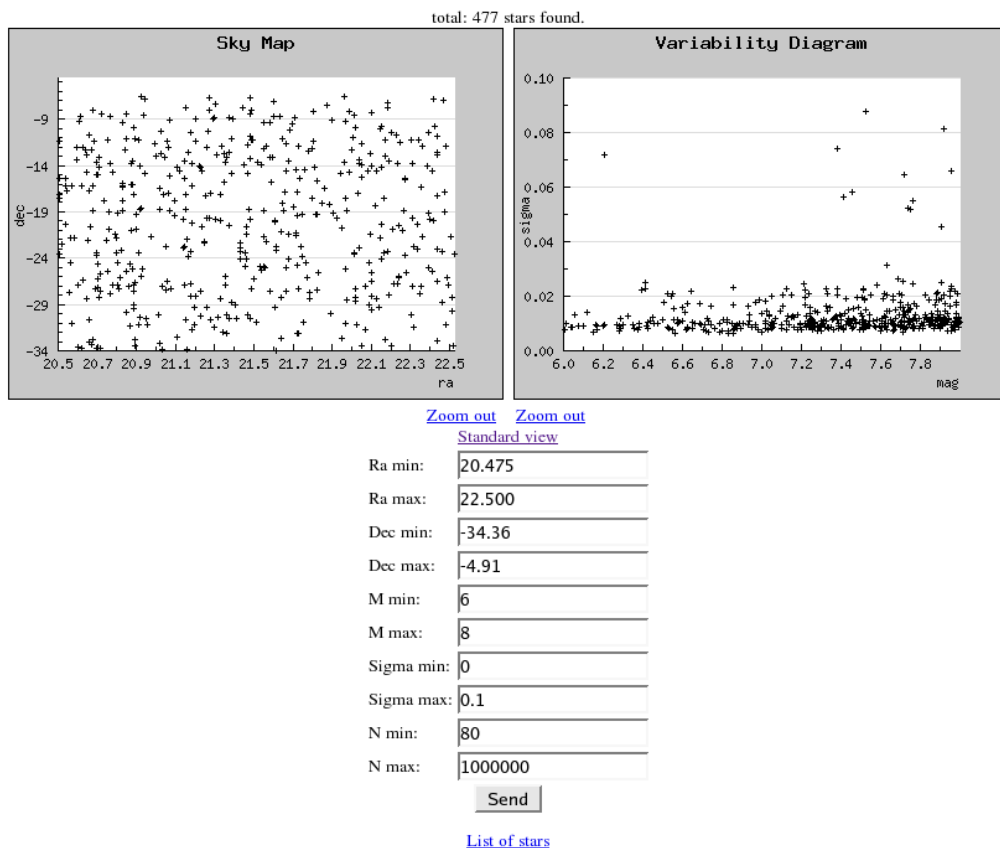 total: 477 stars found.
Sky Map
dec
-9
-14
-19
-24
-29
-34
20.5 20.7 20.9 21.1 21.3 21.5 21.7 21.9 22.1 22.3 22.5
ra
Variability Diagram
sigma
0.10
0.08
0.06
0.04
0.02
0.00
6.0 6.2 6.4 6.6 6.8 7.0 7.2 7.4 7.6 7.8
mag
Zoom out Zoom out
Standard view
Ra min: 20.475
Ra max: 22.500
Dec min: -34.36
Dec max: -4.91
M min: 6
M max: 8
Sigma min: 0
Sigma max: 0.1
N min: 80
N max: 1000000
Send
List of stars